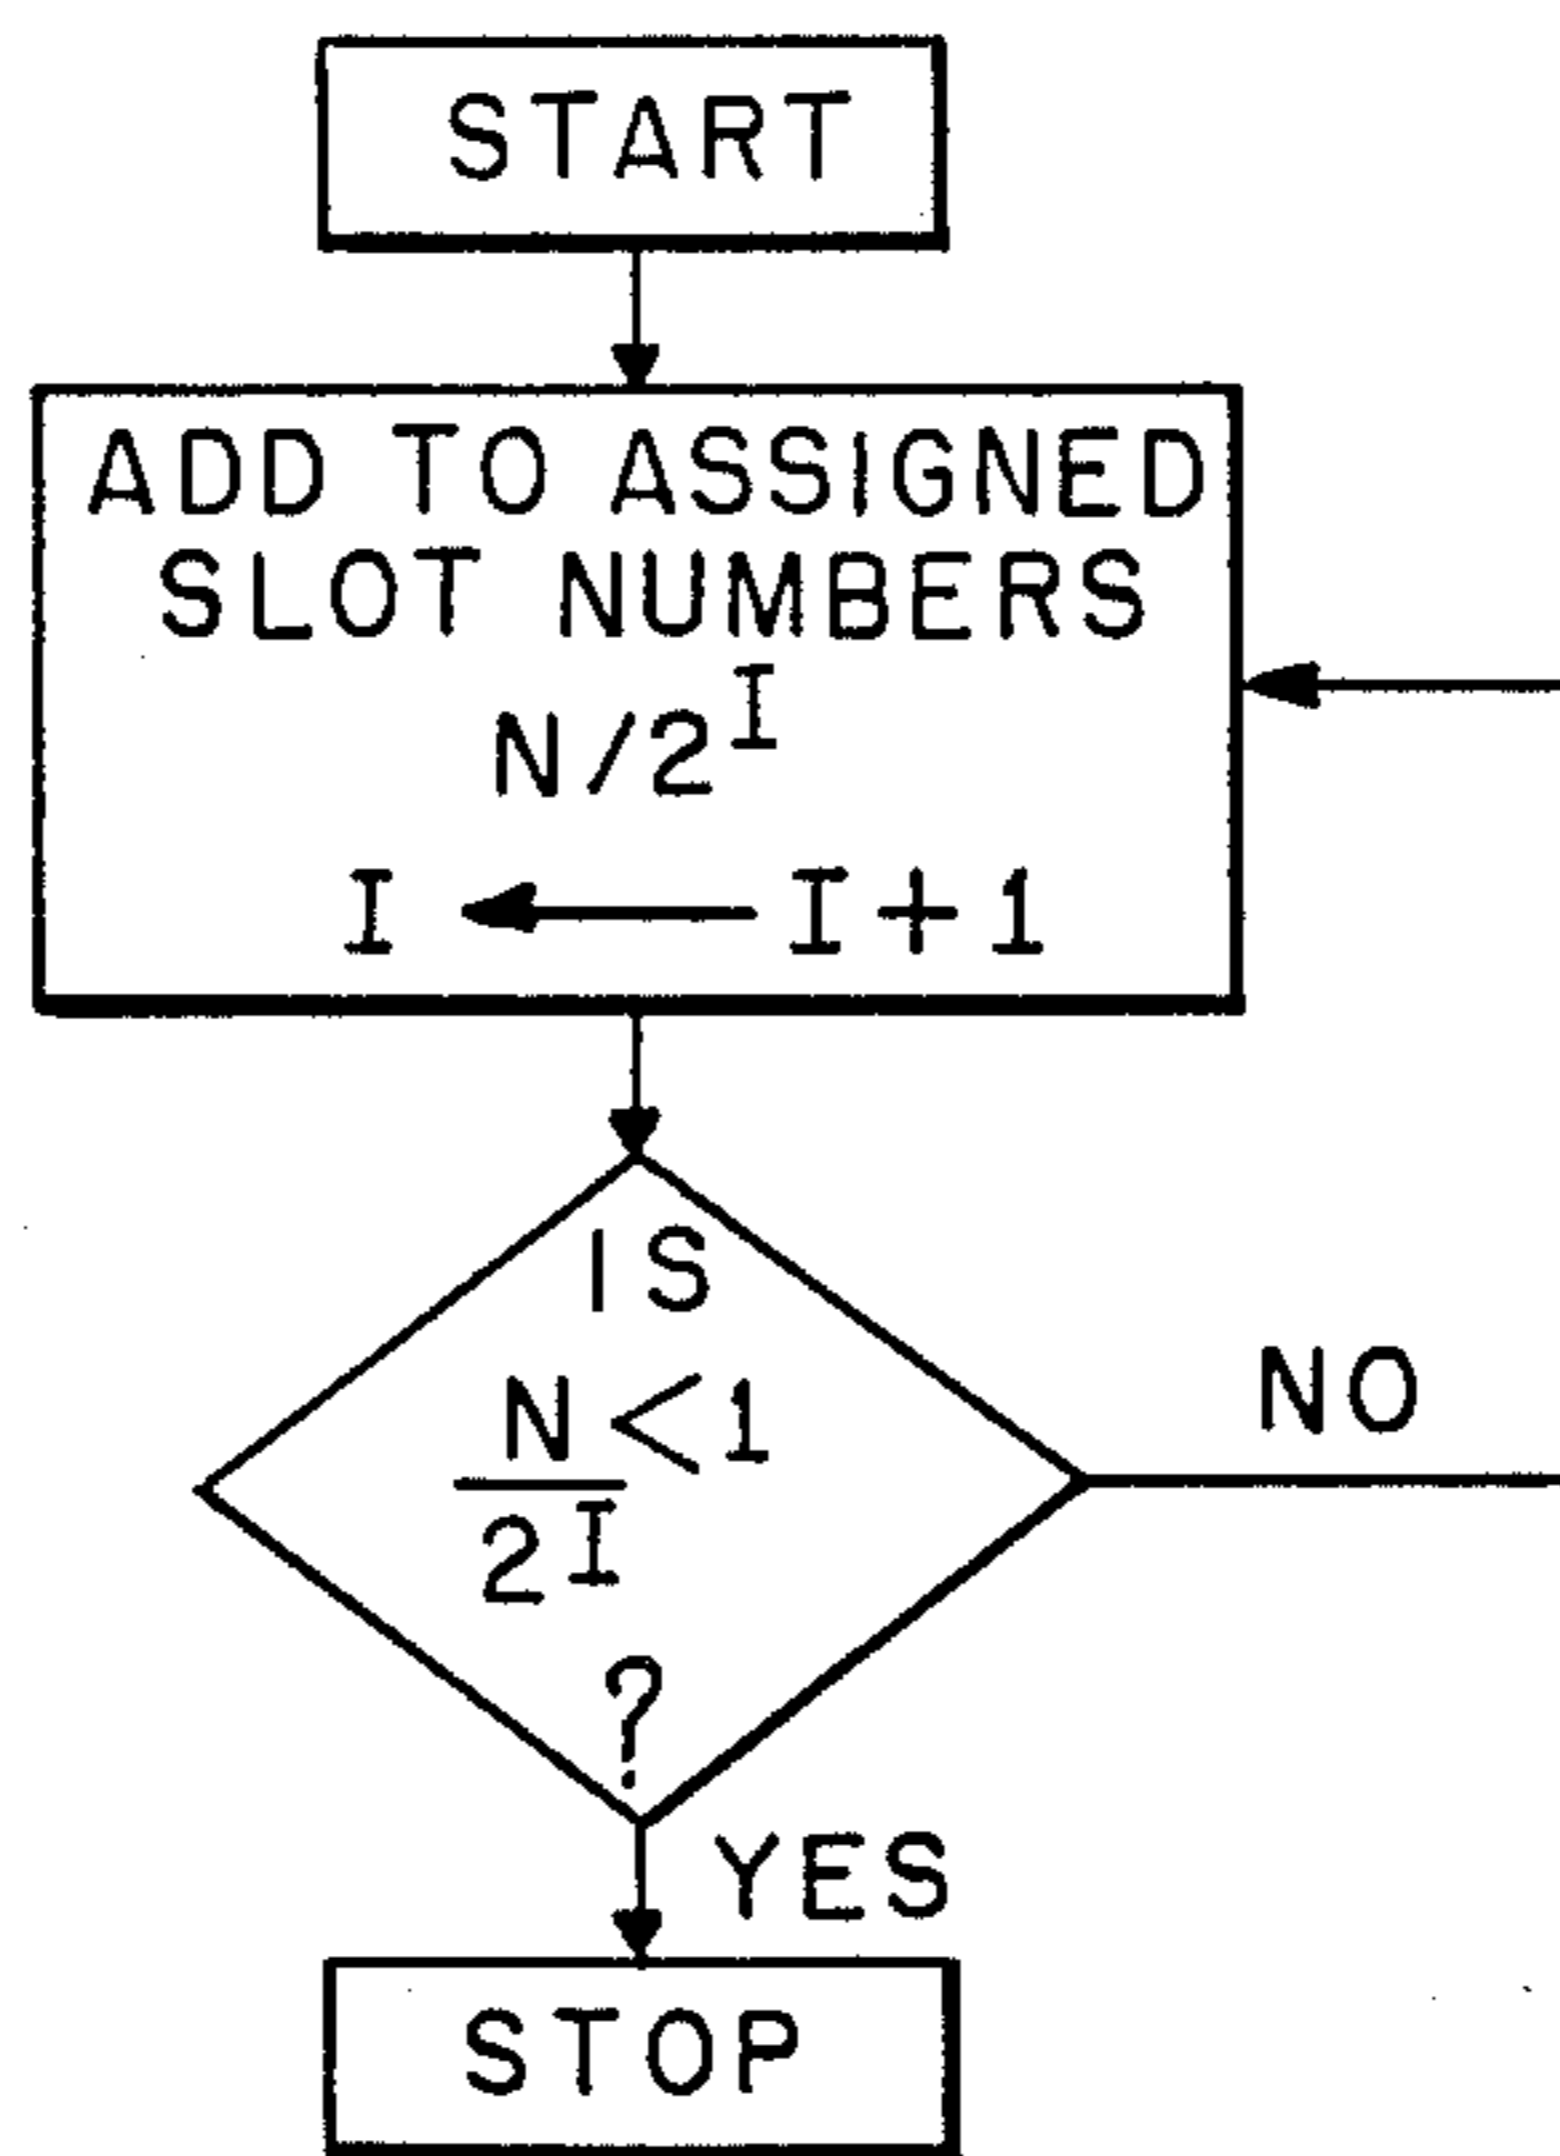 START
ADD TO ASSIGNED
SLOT NUMBERS
N/2^I
I ← I+1
IS
N<1
2^I
?
NO
YES
STOP